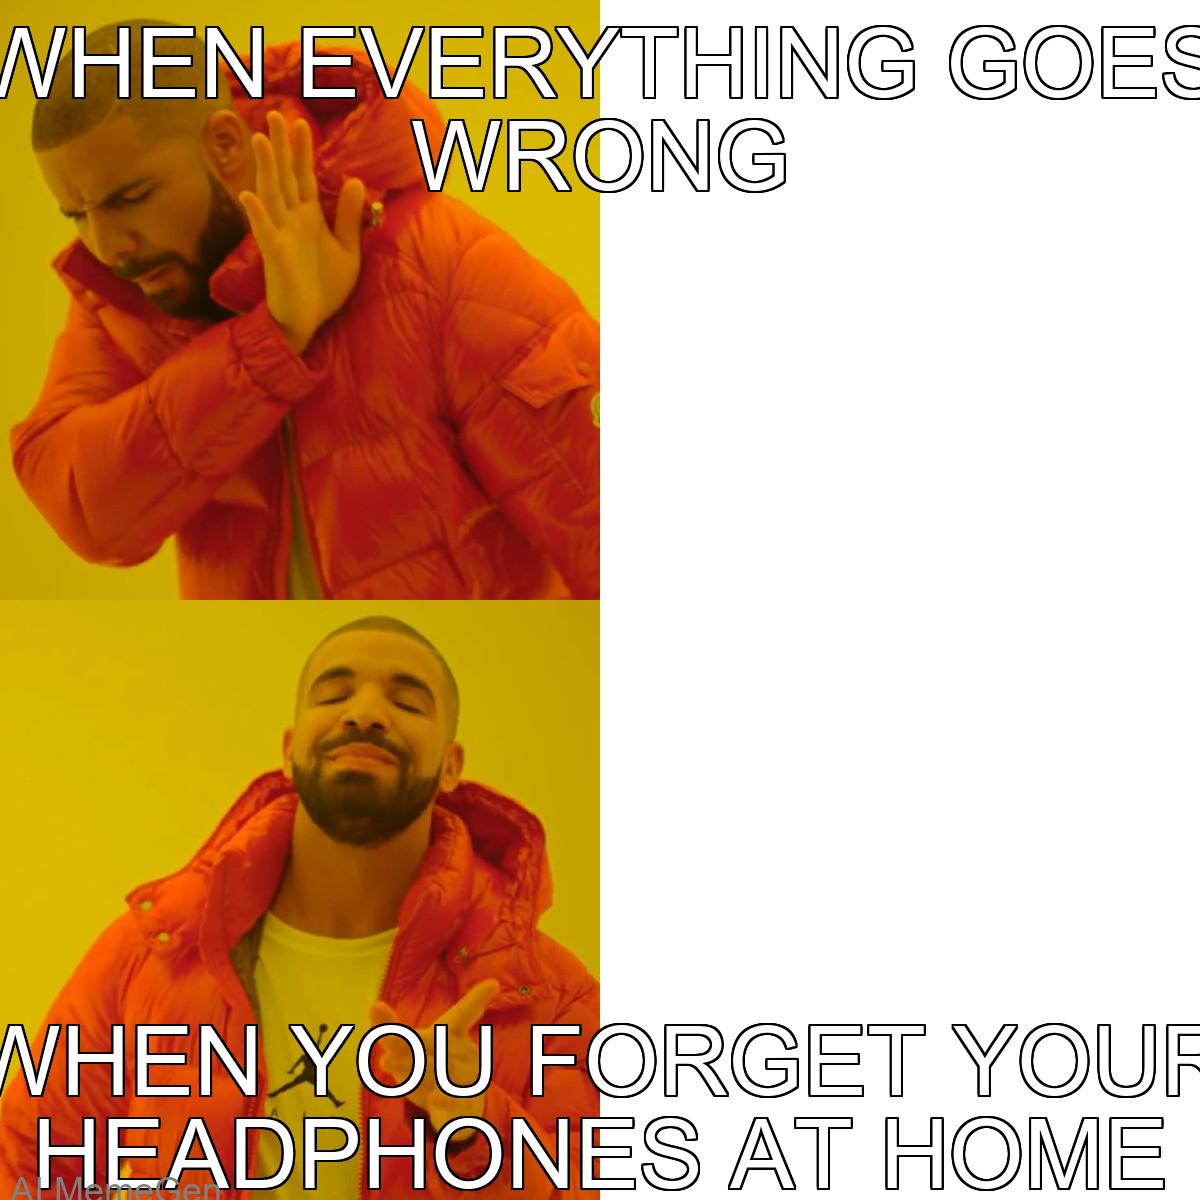 WHEN EVERYTHING GOES
WRONG
WHEN YOU FORGET YOUR
HEADPHONES AT HOME
AI MemeGen